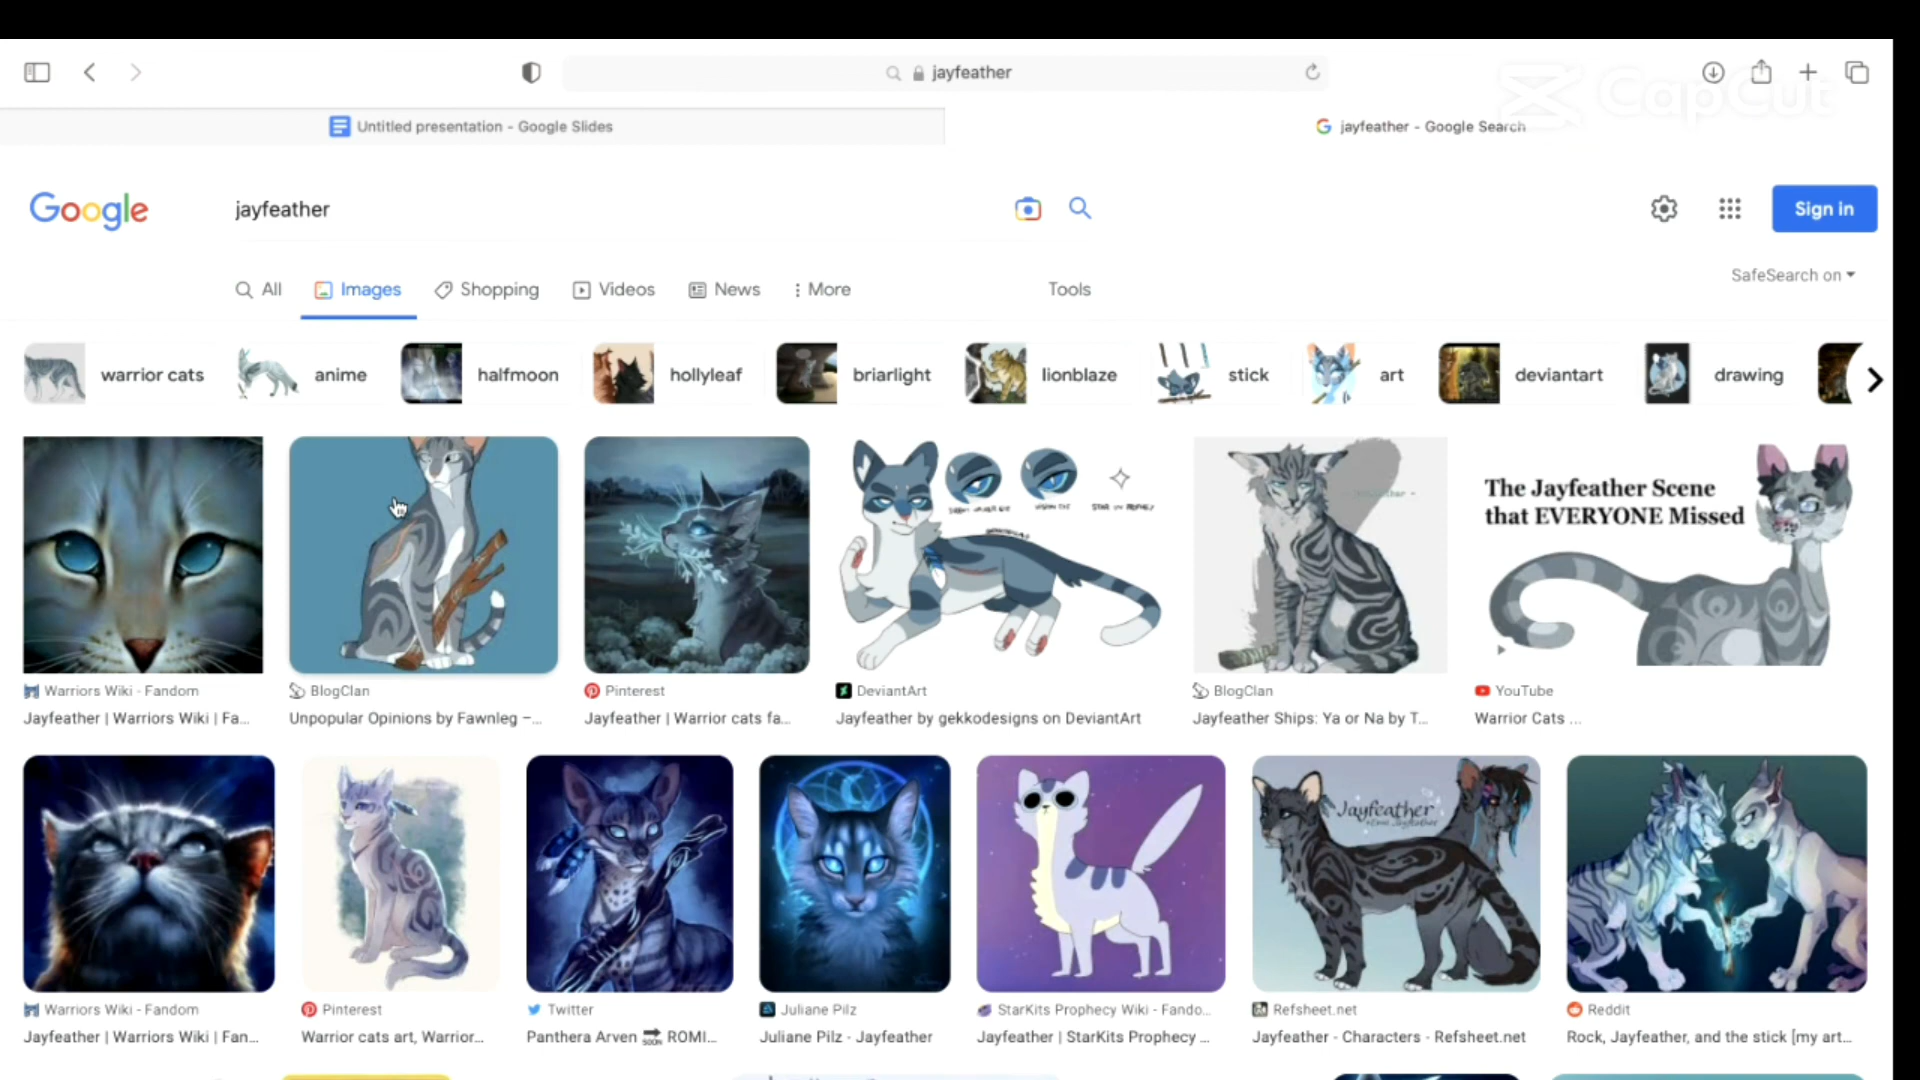 jayfeather
CapCut
Untitled presentation - Google Slides
jayfeather - Google Search
Google
jayfeather
Sign in
All
Images
Shopping
Videos
News
More
Tools
SafeSearch on
warrior cats
anime
halfmoon
hollyleaf
briarlight
lionblaze
stick
art
deviantart
drawing
The Jayfeather Scene
that EVERYONE Missed
Warriors Wiki - Fandom
Jayfeather | Warriors Wiki | Fa...
BlogClan
Unpopular Opinions by Fawnleg –...
Pinterest
Jayfeather | Warrior cats fa...
DeviantArt
Jayfeather by gekkodesigns on DeviantArt
BlogClan
Jayfeather Ships: Ya or Na by T...
YouTube
Warrior Cats ...
Jayfeather
Warriors Wiki - Fandom
Jayfeather | Warriors Wiki | Fan...
Pinterest
Warrior cats art, Warrior...
Twitter
Panthera Arven SOON ROMI...
Juliane Pilz
Juliane Pilz - Jayfeather
StarKits Prophecy Wiki - Fando...
Jayfeather | StarKits Prophecy ...
Refsheet.net
Jayfeather - Characters - Refsheet.net
Reddit
Rock, Jayfeather, and the stick [my art...